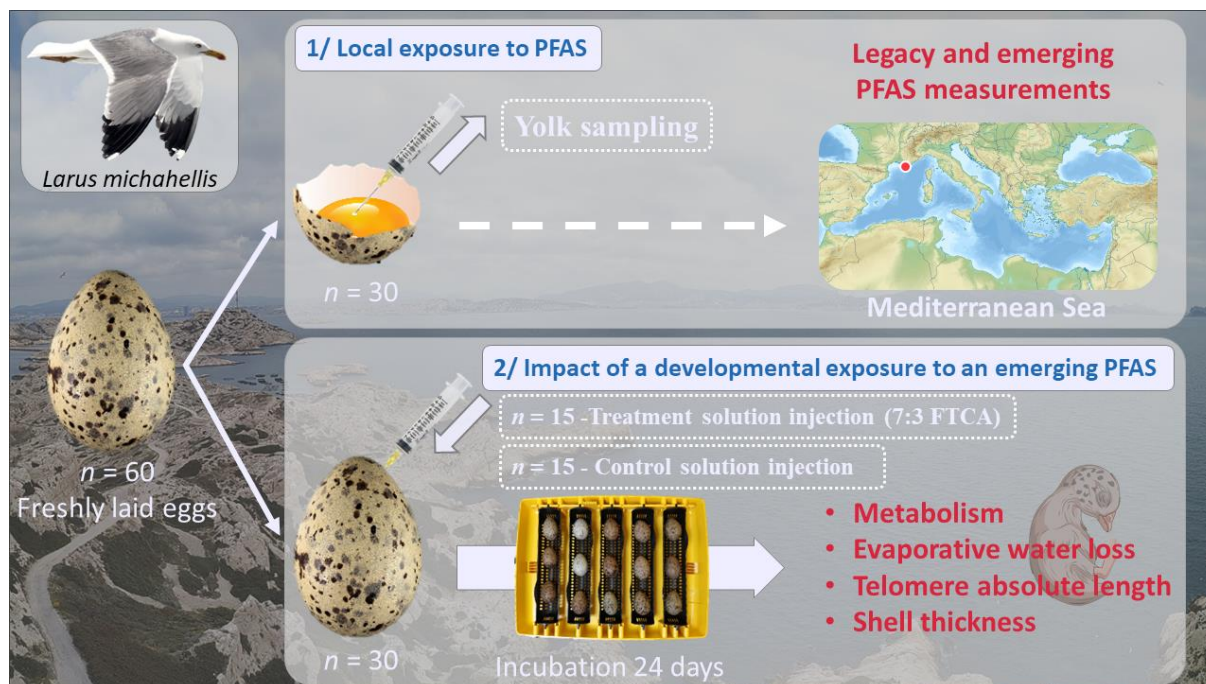 Larus michahellis
1/ Local exposure to PFAS
Yolk sampling
n = 30
Legacy and emerging
PFAS measurements
Mediterranean Sea
n = 60
Freshly laid eggs
2/ Impact of a developmental exposure to an emerging PFAS
n = 15 -Treatment solution injection (7:3 FTCA)
n = 15 - Control solution injection
n = 30
Incubation 24 days
• Metabolism
• Evaporative water loss
• Telomere absolute length
• Shell thickness